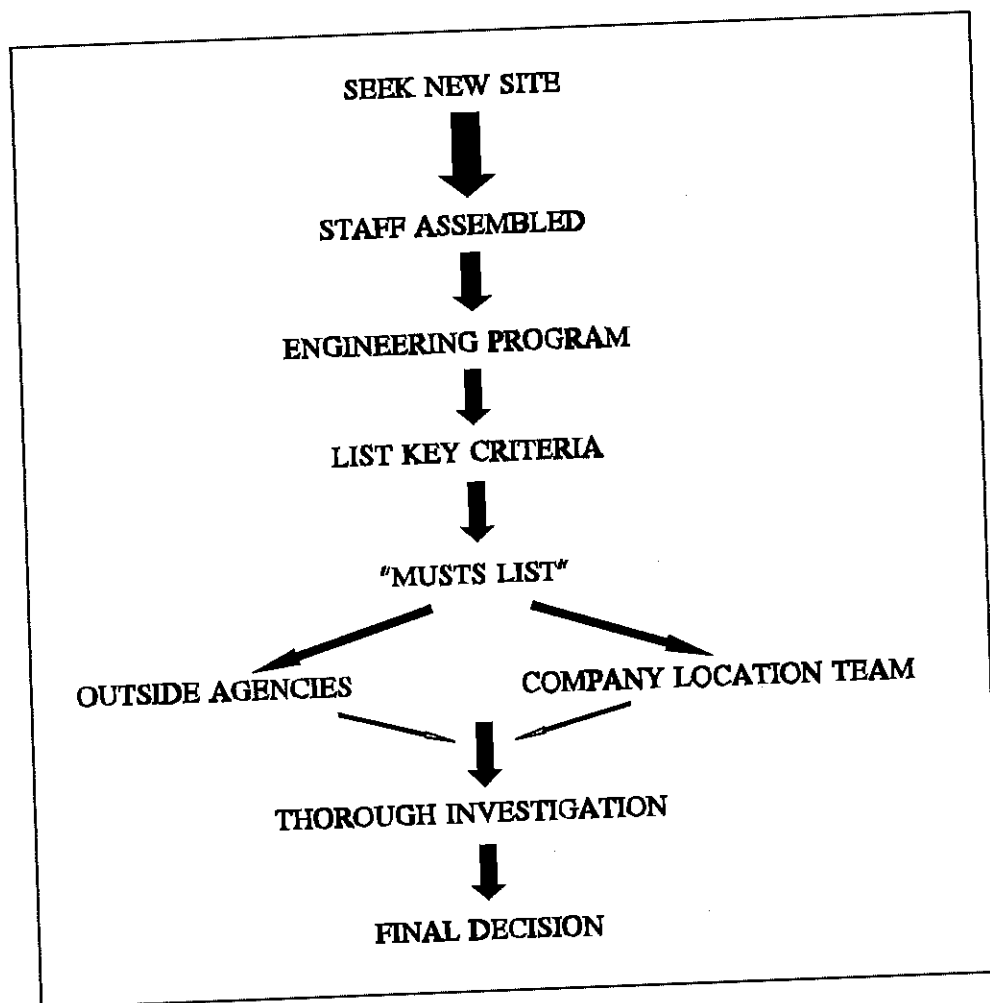 SEEK NEW SITE
STAFF ASSEMBLED
ENGINEERING PROGRAM
LIST KEY CRITERIA
"MUSTS LIST"
OUTSIDE AGENCIES
COMPANY LOCATION TEAM
THOROUGH INVESTIGATION
FINAL DECISION